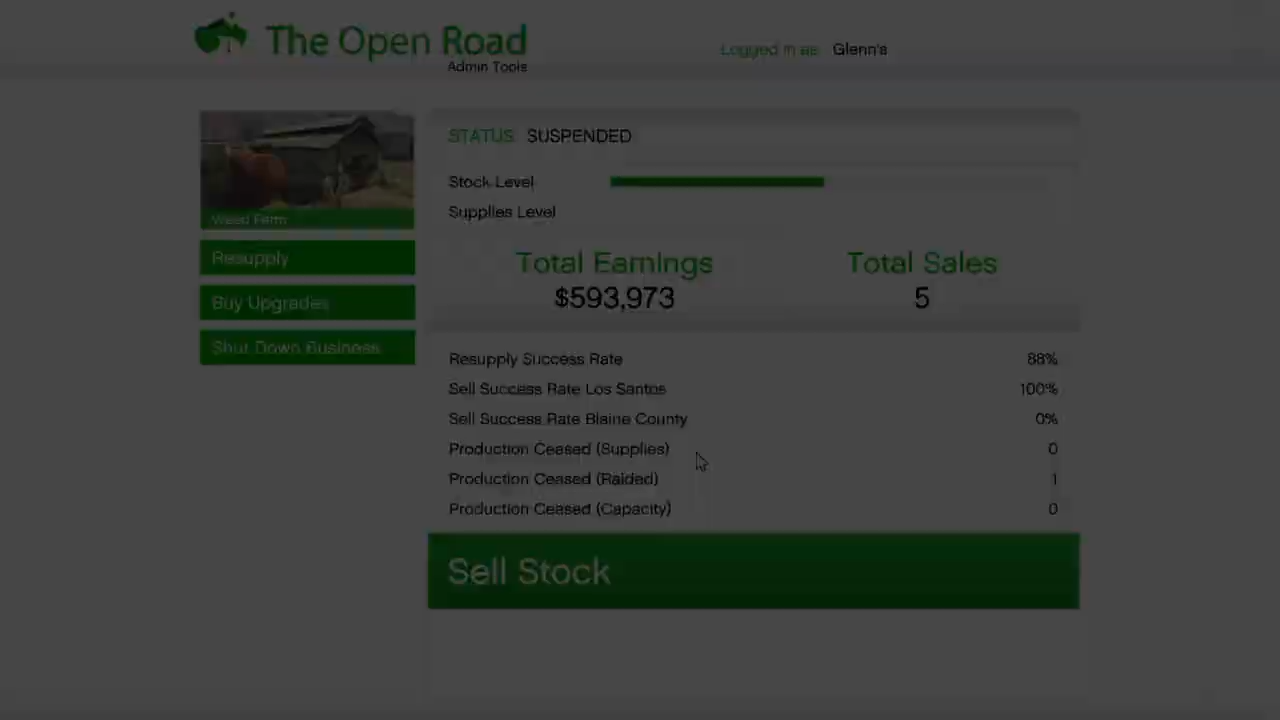 The Open Road
Admin Tools
Logged in as Glenn's
Weed Farm
Resupply
Buy Upgrades
Shut Down Business
STATUS SUSPENDED
Stock Level
Supplies Level
Total Earnings Total Sales
$593,973 5
Resupply Success Rate 88%
Sell Success Rate Los Santos 100%
Sell Success Rate Blaine County 0%
Production Ceased (Supplies) 0
Production Ceased (Raided) 1
Production Ceased (Capacity) 0
Sell Stock